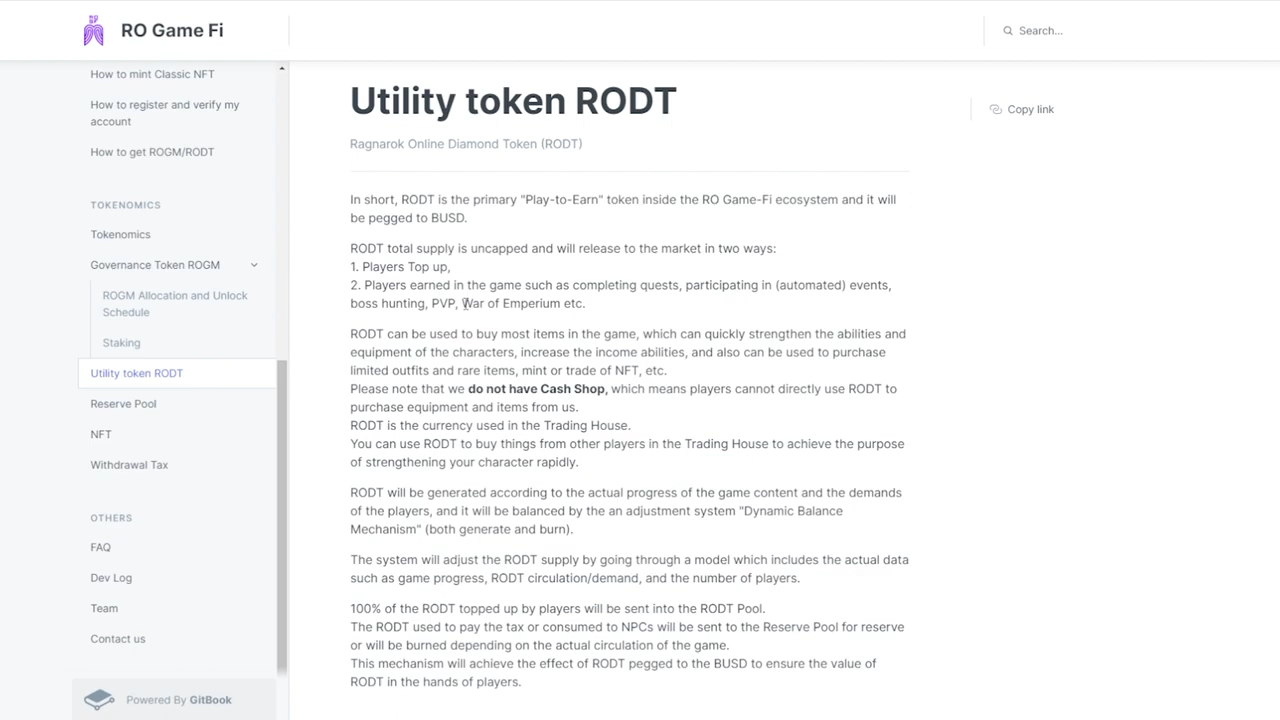 RO Game Fi
Search...
How to mint Classic NFT
How to register and verify my
account
How to get ROGM/RODT
TOKENOMICS
Tokenomics
Governance Token ROGM
ROGM Allocation and Unlock
Schedule
Staking
Utility token RODT
Reserve Pool
NFT
Withdrawal Tax
OTHERS
FAQ
Dev Log
Team
Contact us
Powered By GitBook
Utility token RODT
Copy link
Ragnarok Online Diamond Token (RODT)
In short, RODT is the primary "Play-to-Earn" token inside the RO Game-Fi ecosystem and it will
be pegged to BUSD.
RODT total supply is uncapped and will release to the market in two ways:
1. Players Top up,
2. Players earned in the game such as completing quests, participating in (automated) events,
boss hunting, PVP, War of Emperium etc.
RODT can be used to buy most items in the game, which can quickly strengthen the abilities and
equipment of the characters, increase the income abilities, and also can be used to purchase
limited outfits and rare items, mint or trade of NFT, etc.
Please note that we do not have Cash Shop, which means players cannot directly use RODT to
purchase equipment and items from us.
RODT is the currency used in the Trading House.
You can use RODT to buy things from other players in the Trading House to achieve the purpose
of strengthening your character rapidly.
RODT will be generated according to the actual progress of the game content and the demands
of the players, and it will be balanced by the an adjustment system "Dynamic Balance
Mechanism" (both generate and burn).
The system will adjust the RODT supply by going through a model which includes the actual data
such as game progress, RODT circulation/demand, and the number of players.
100% of the RODT topped up by players will be sent into the RODT Pool.
The RODT used to pay the tax or consumed to NPCs will be sent to the Reserve Pool for reserve
or will be burned depending on the actual circulation of the game.
This mechanism will achieve the effect of RODT pegged to the BUSD to ensure the value of
RODT in the hands of players.